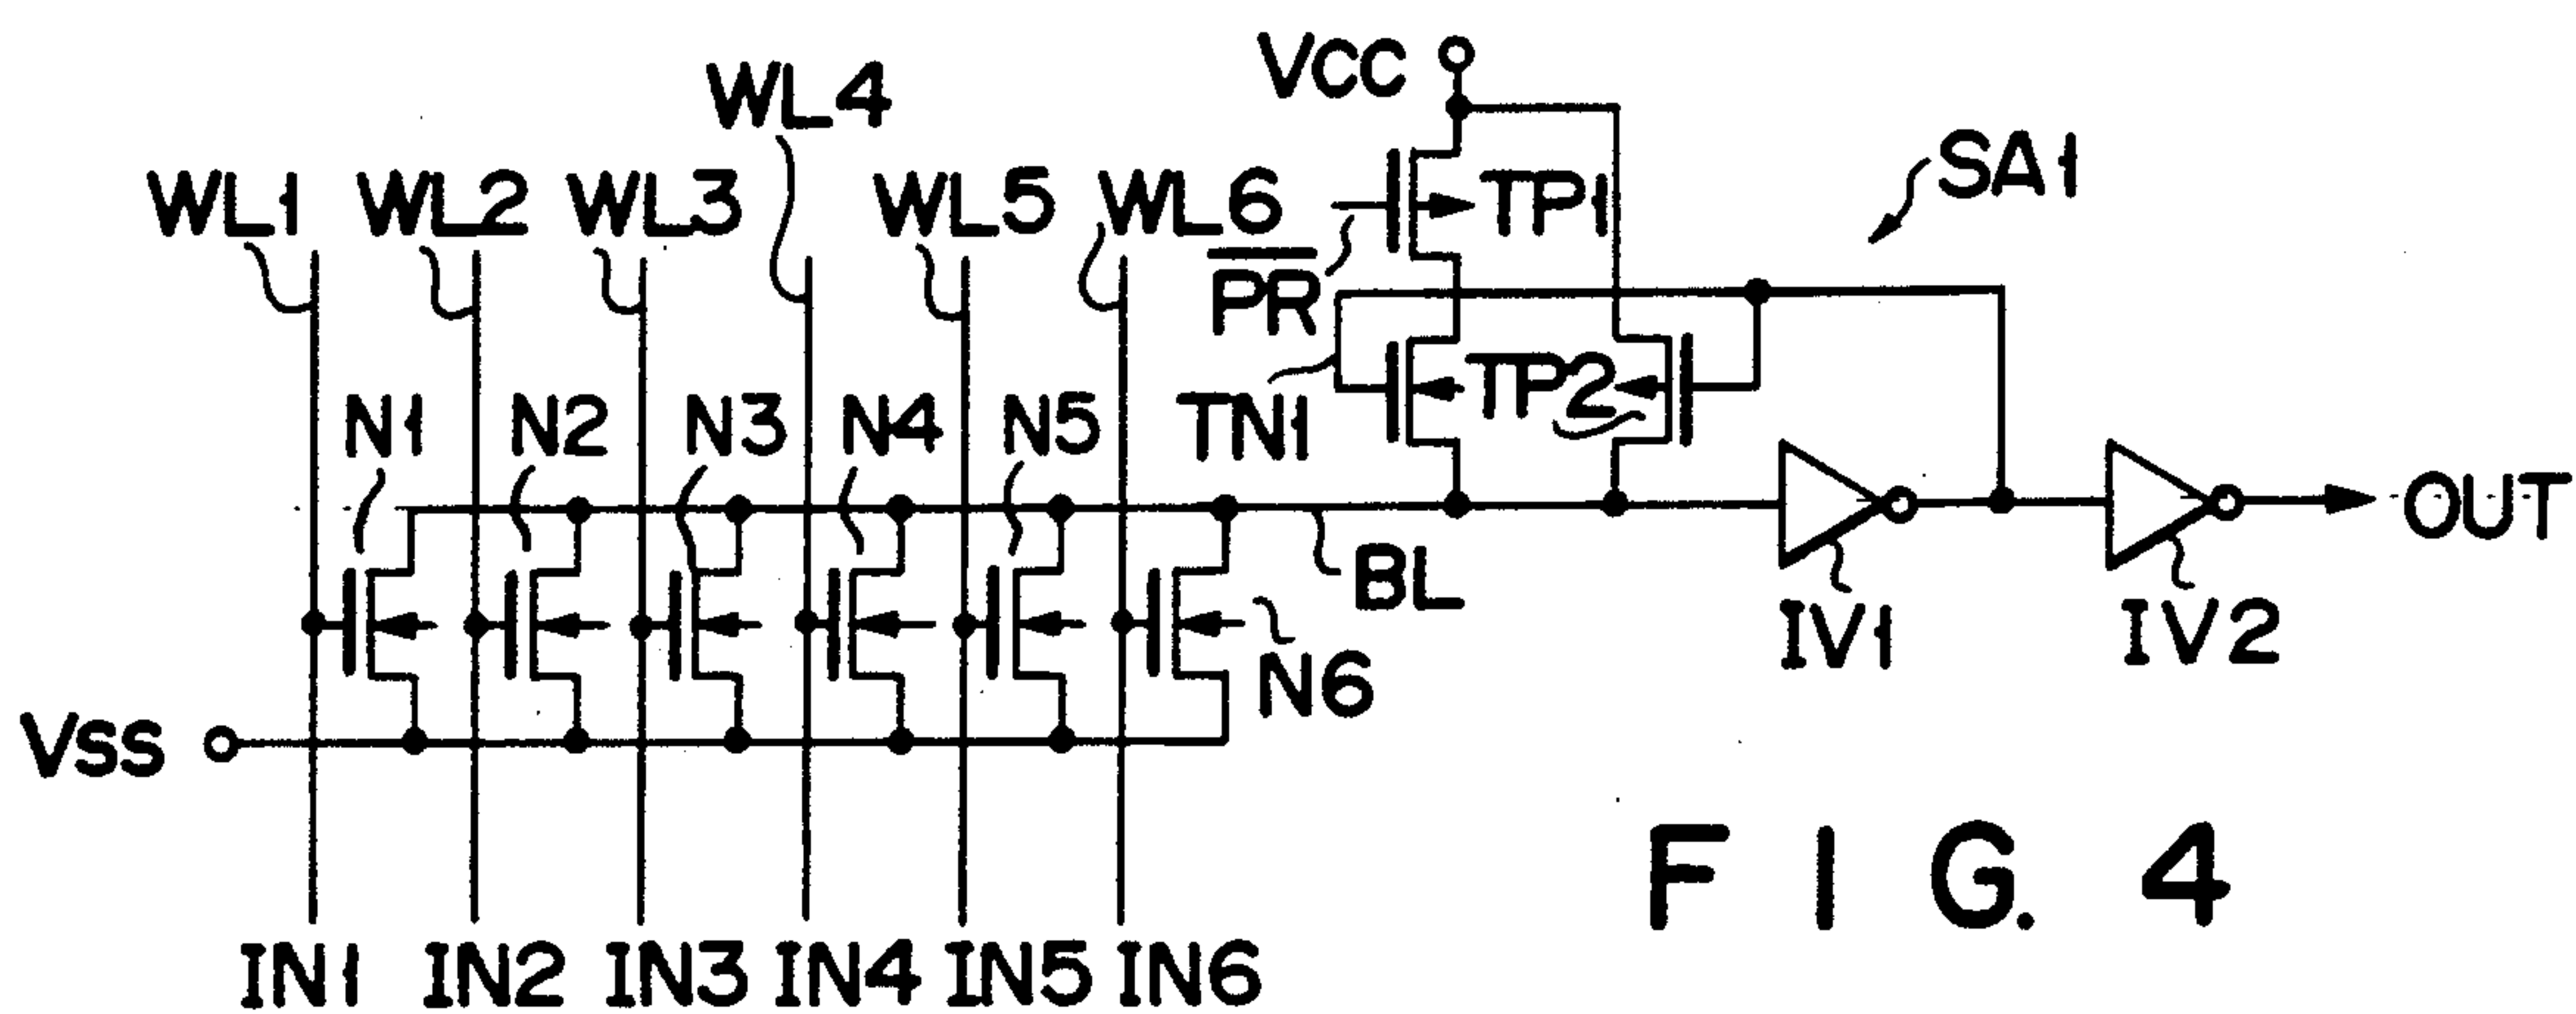 VCC
WL4
SA1
WL1 WL2 WL3 WL5 WL6 TP1
PR
N1 N2 N3 N4 N5 TN1 TP2
BL
OUT
IV1 IV2
N6
VSS
FIG. 4
IN1 IN2 IN3 IN4 IN5 IN6